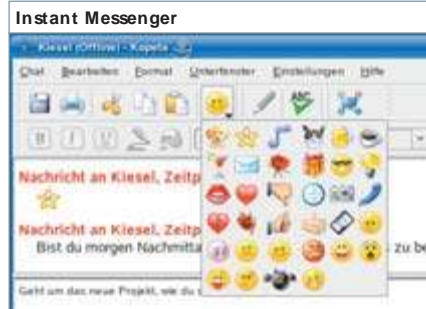 Instant Messenger
Kiesel (Offline) - Kopete
Chat Bearbeiten Format Unterfenster Einstellungen Hilfe
ABC
Nachricht an Kiesel, Zeitp
Nachricht an Kiesel, Zeitp
Bist du morgen Nachmitta zu be
Geht um das neue Projekt, wie du s